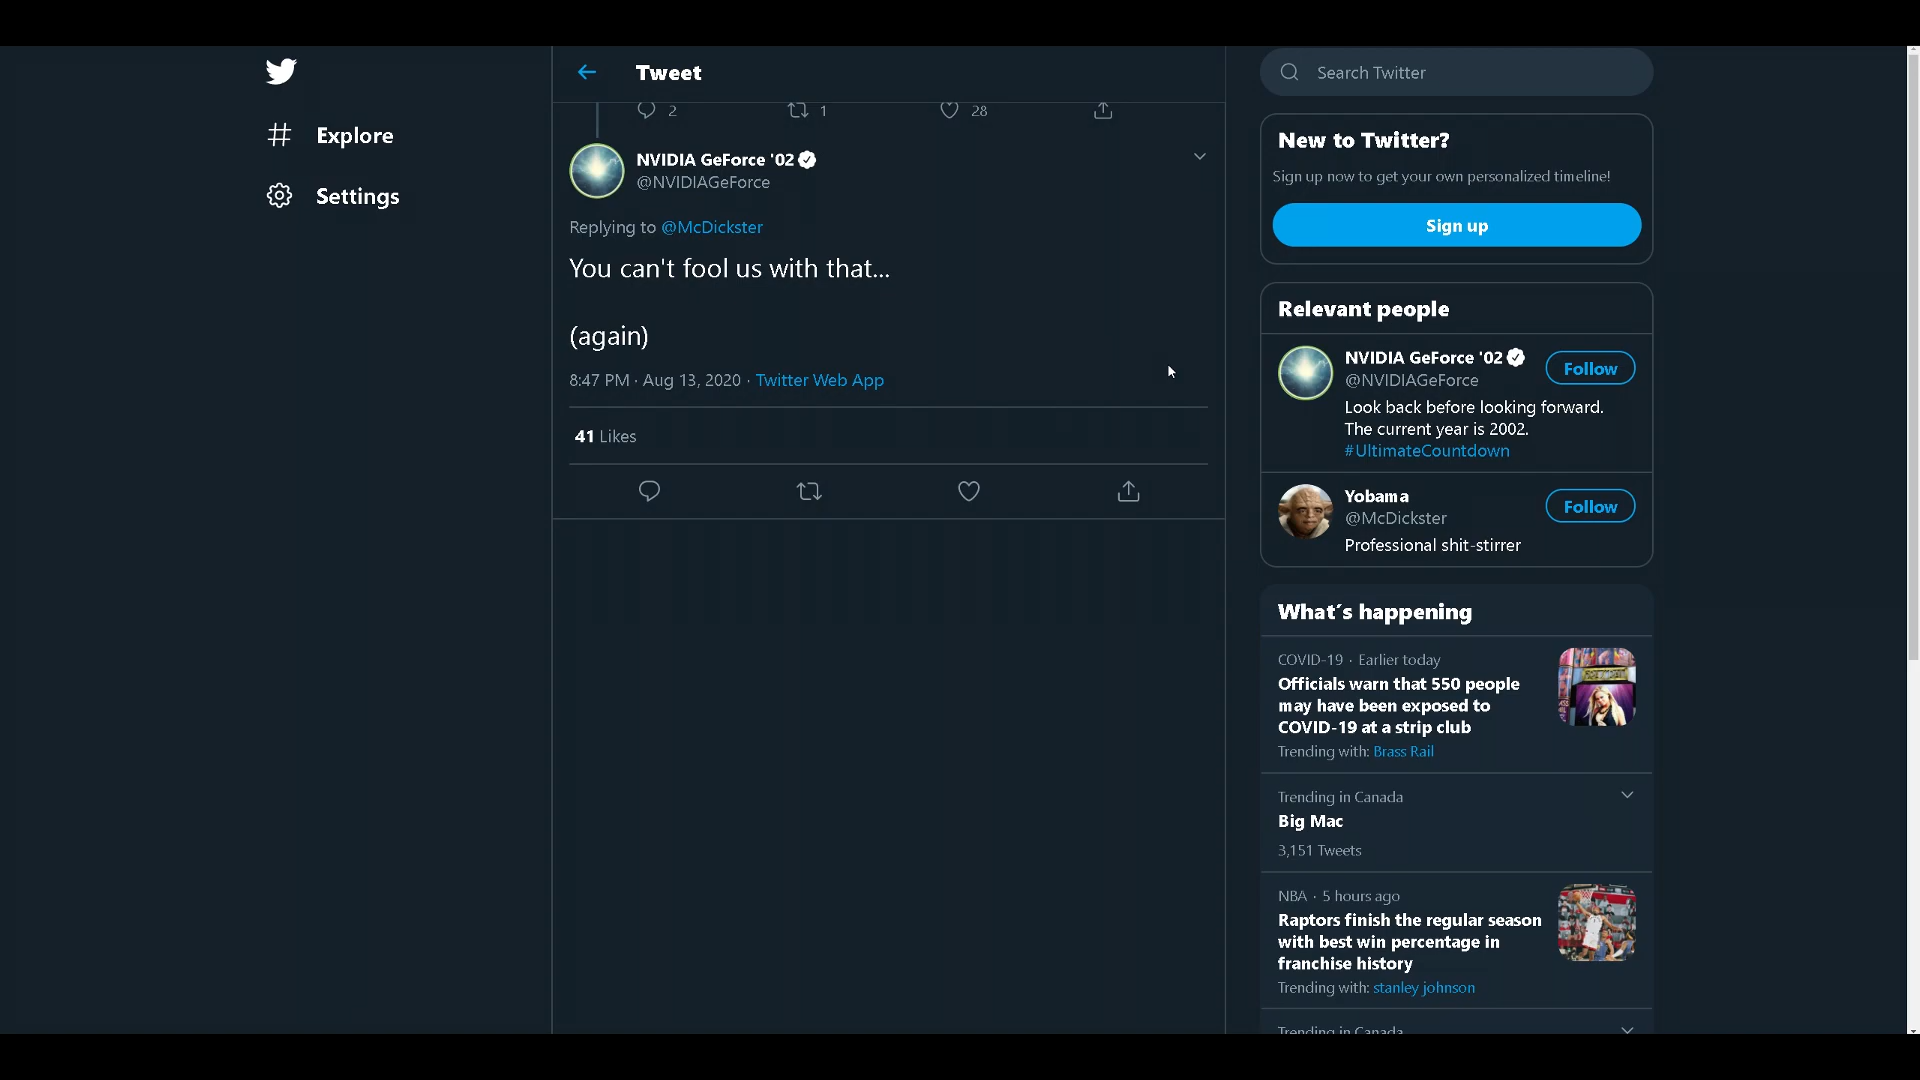 Tweet
Explore
Settings
2 1 28
NVIDIA GeForce '02
@NVIDIAGeForce
Replying to @McDickster
You can't fool us with that...
(again)
8:47 PM · Aug 13, 2020 · Twitter Web App
41 Likes
Search Twitter
New to Twitter?
Sign up now to get your own personalized timeline!
Sign up
Relevant people
NVIDIA GeForce '02
@NVIDIAGeForce
Follow
Look back before looking forward.
The current year is 2002.
#UltimateCountdown
Yobama
@McDickster
Follow
Professional shit-stirrer
What´s happening
COVID-19 · Earlier today
Officials warn that 550 people
may have been exposed to
COVID-19 at a strip club
Trending with: Brass Rail
Trending in Canada
Big Mac
3,151 Tweets
NBA · 5 hours ago
Raptors finish the regular season
with best win percentage in
franchise history
Trending with: stanley johnson
Trending in Canada